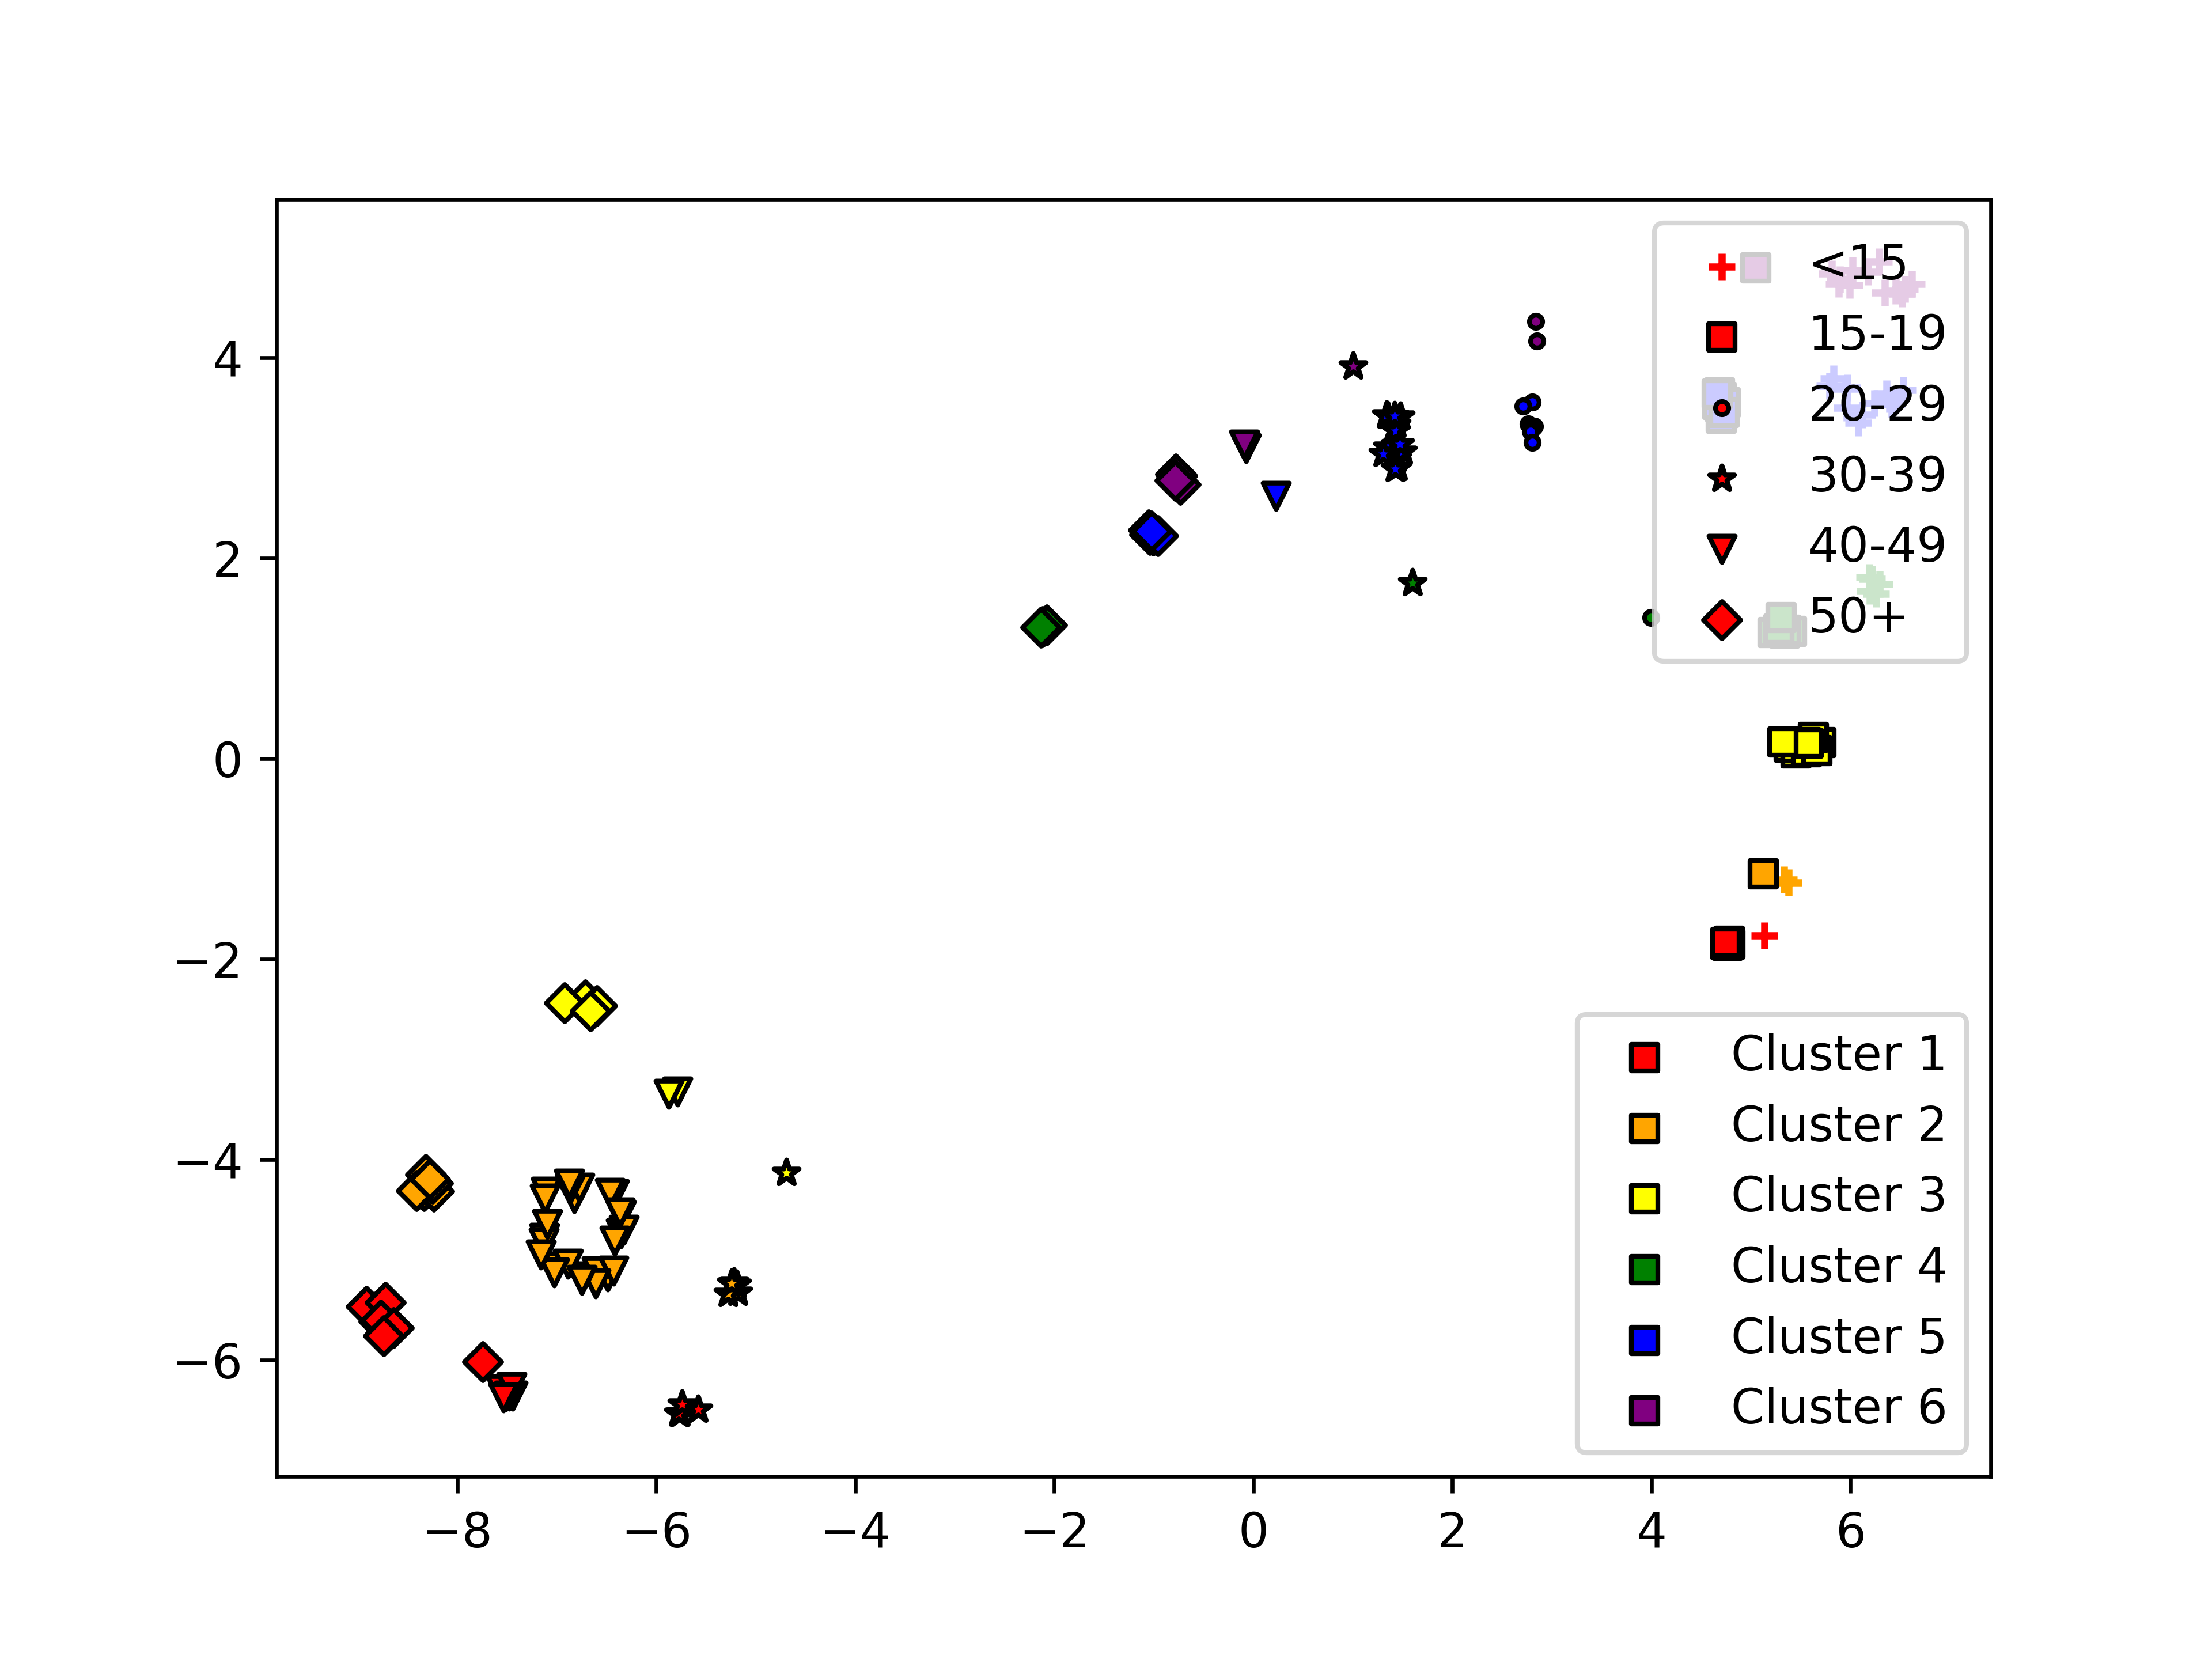 <15
15-19
20-29
30-39
40-49
50+
4
2
0
−2
−4
−6
Cluster 1
Cluster 2
Cluster 3
Cluster 4
Cluster 5
Cluster 6
−8 −6 −4 −2 0 2 4 6